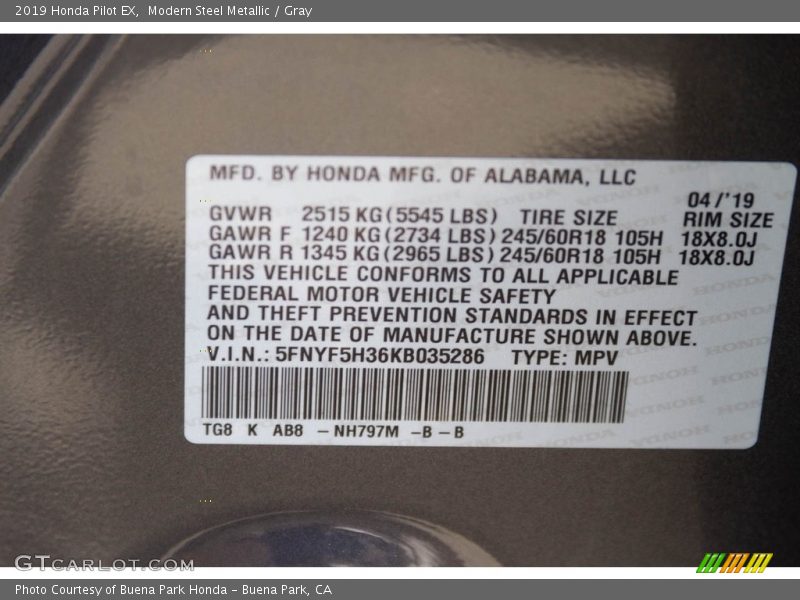 2019 Honda Pilot EX,  Modern Steel Metallic / Gray
MFD. BY HONDA MFG. OF ALABAMA, LLC
04/'19
GVWR 2515 KG(5545 LBS) TIRE SIZE RIM SIZE
GAWR F 1240 KG(2734 LBS) 245/60R18 105H 18X8.0J
GAWR R 1345 KG(2965 LBS) 245/60R18 105H 18X8.0J
THIS VEHICLE CONFORMS TO ALL APPLICABLE
FEDERAL MOTOR VEHICLE SAFETY
AND THEFT PREVENTION STANDARDS IN EFFECT
ON THE DATE OF MANUFACTURE SHOWN ABOVE.
V.I.N.: 5FNYF5H36KB035286 TYPE: MPV
TG8 K AB8 -NH797M -B-B
GTCARLOT.COM
Photo Courtesy of Buena Park Honda - Buena Park, CA